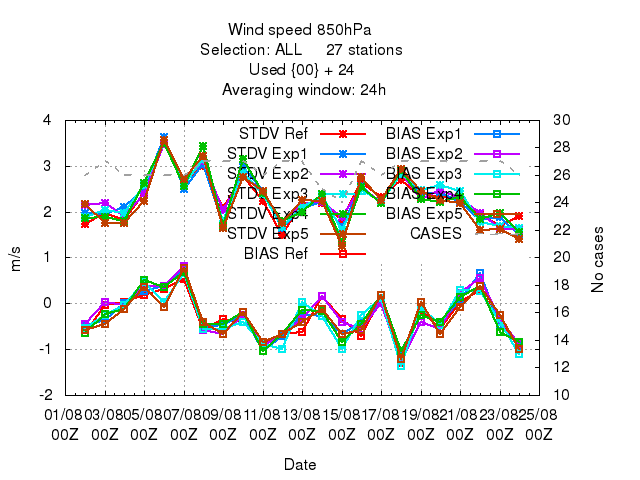 Wind speed 850hPa
Selection: ALL 27 stations
Used {00} + 24
Averaging window: 24h
4
3
2
1
0
-1
-2
m/s
30
28
26
24
22
20
18
16
14
12
10
No cases
STDV Ref
STDV Exp1
STDV Exp2
STDV Exp3
STDV Exp4
STDV Exp5
BIAS Ref
BIAS Exp1
BIAS Exp2
BIAS Exp3
BIAS Exp4
BIAS Exp5
CASES
01/08 03/08 05/08 07/08 09/08 11/08 13/08 15/08 17/08 19/08 21/08 23/08 25/08
00Z 00Z 00Z 00Z 00Z 00Z 00Z 00Z 00Z 00Z 00Z 00Z 00Z
Date